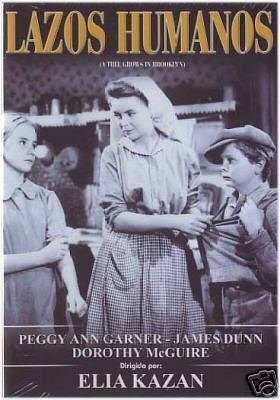 LAZOS HUMANOS
(A TREE GROWS IN BROOKLYN)
PEGGY ANN GARNER - JAMES DUNN
DOROTHY McGUIRE
Dirigida por:
ELIA KAZAN